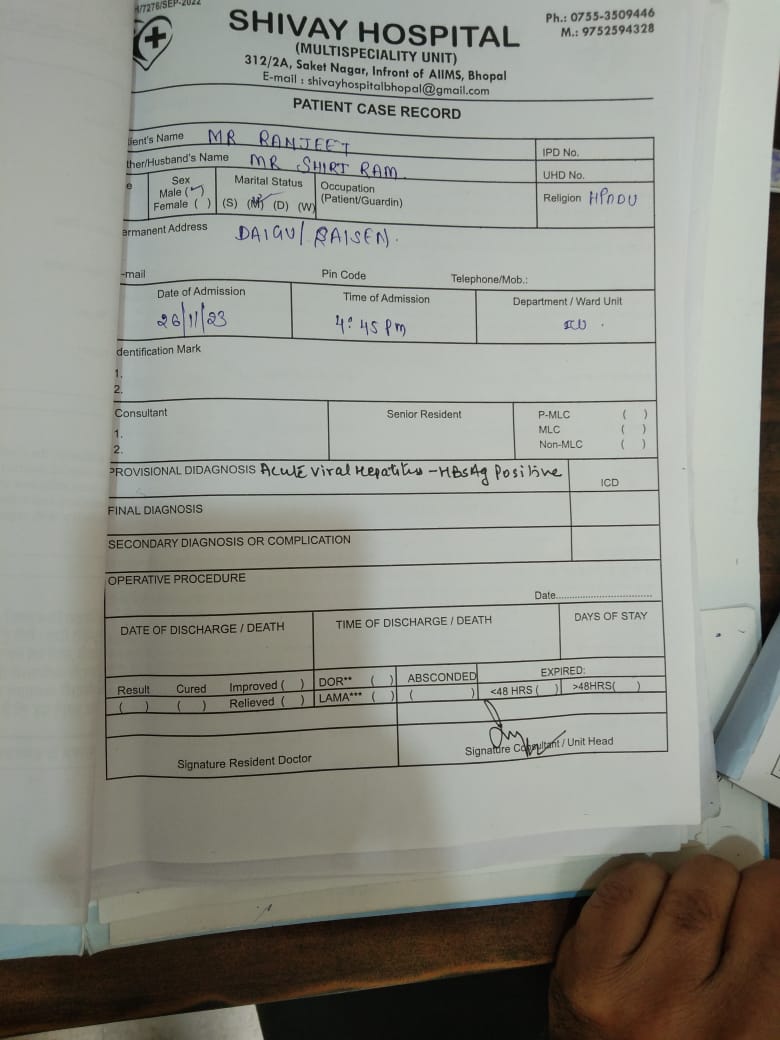 /7278/SEP-2022
SHIVAY HOSPITAL
(MULTISPECIALITY UNIT)
312/2A, Saket Nagar, Infront of AIIMS, Bhopal
E-mail : shivayhospitalbhopal@gmail.com
Ph.: 0755-3509446
M.: 9752594328
PATIENT CASE RECORD
ient's Name MR RANJEET
IPD No.
ther/Husband's Name MR SHIRI RAM
UHD No.
e Sex Marital Status Occupation
Male (✓) (Patient/Guardin)
Female ( ) (S) (M) (D) (W)
Religion HINDU
ermanent Address DAIGU/ RAISEN.
-mail Pin Code Telephone/Mob.:
Date of Admission Time of Admission Department / Ward Unit
26/11/23 4:45 PM ICU.
dentification Mark
1.
2.
Consultant Senior Resident P-MLC ( )
1. MLC ( )
2. Non-MLC ( )
PROVISIONAL DIDAGNOSIS Acute Viral Hepatitis - HBsAg Positive
ICD
FINAL DIAGNOSIS
SECONDARY DIAGNOSIS OR COMPLICATION
OPERATIVE PROCEDURE
Date................................
DATE OF DISCHARGE / DEATH TIME OF DISCHARGE / DEATH DAYS OF STAY
Result Cured Improved ( ) DOR** ( ) ABSCONDED EXPIRED:
( ) ( ) Relieved ( ) LAMA*** ( ) ( ) <48 HRS ( ) >48HRS( )
Signature Resident Doctor Signature Consultant / Unit Head